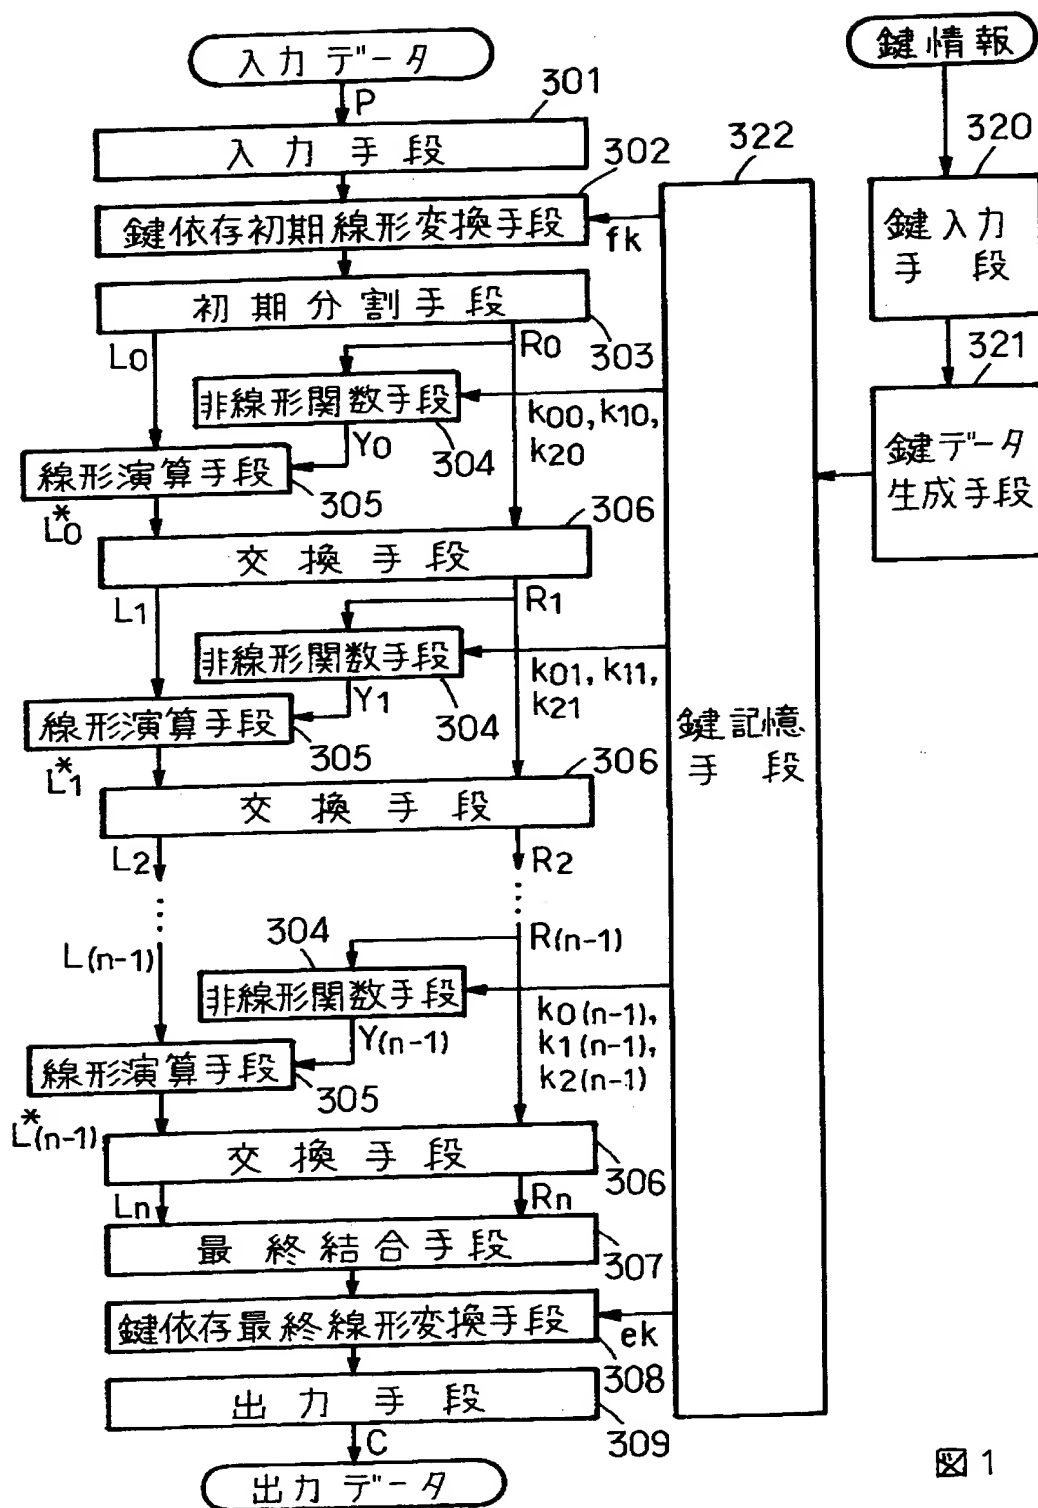 入力データ
P
301
入力手段
302
鍵依存初期線形変換手段
fk
初期分割手段
303
L0
R0
非線形関数手段
304
k00, k10,
k20
Y0
線形演算手段
305
L*0
306
交換手段
L1
R1
非線形関数手段
304
k01, k11,
k21
Y1
線形演算手段
305
L*1
306
交換手段
L2
R2
L(n-1)
304
R(n-1)
非線形関数手段
k0(n-1),
k1(n-1),
k2(n-1)
Y(n-1)
線形演算手段
305
L*(n-1)
交換手段
306
Ln
Rn
最終結合手段
307
鍵依存最終線形変換手段
ek
308
出力手段
309
C
出力データ
322
鍵記憶
手段
鍵情報
320
鍵入力
手段
321
鍵データ
生成手段
図1